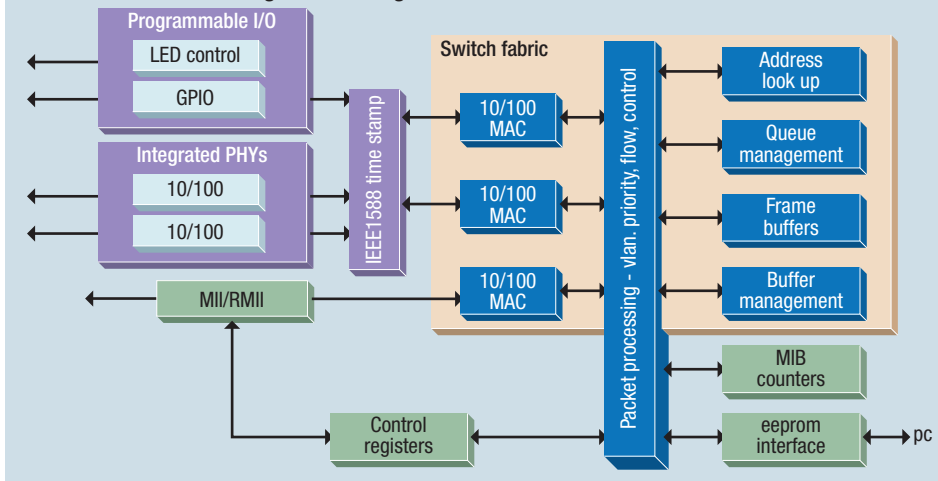 Programmable I/O
LED control
GPIO
Integrated PHYs
10/100
10/100
MII/RMII
IEEE1588 time stamp
Switch fabric
10/100
MAC
10/100
MAC
10/100
MAC
Packet processing - vlan. priority, flow, control
Address
look up
Queue
management
Frame
buffers
Buffer
management
MIB
counters
Control
registers
eeprom
interface
pc